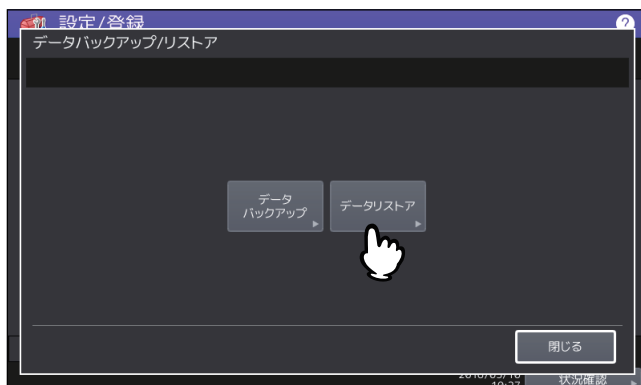 設定/登録
?
データバックアップ/リストア
データ
バックアップ
データリストア
閉じる
状況確認